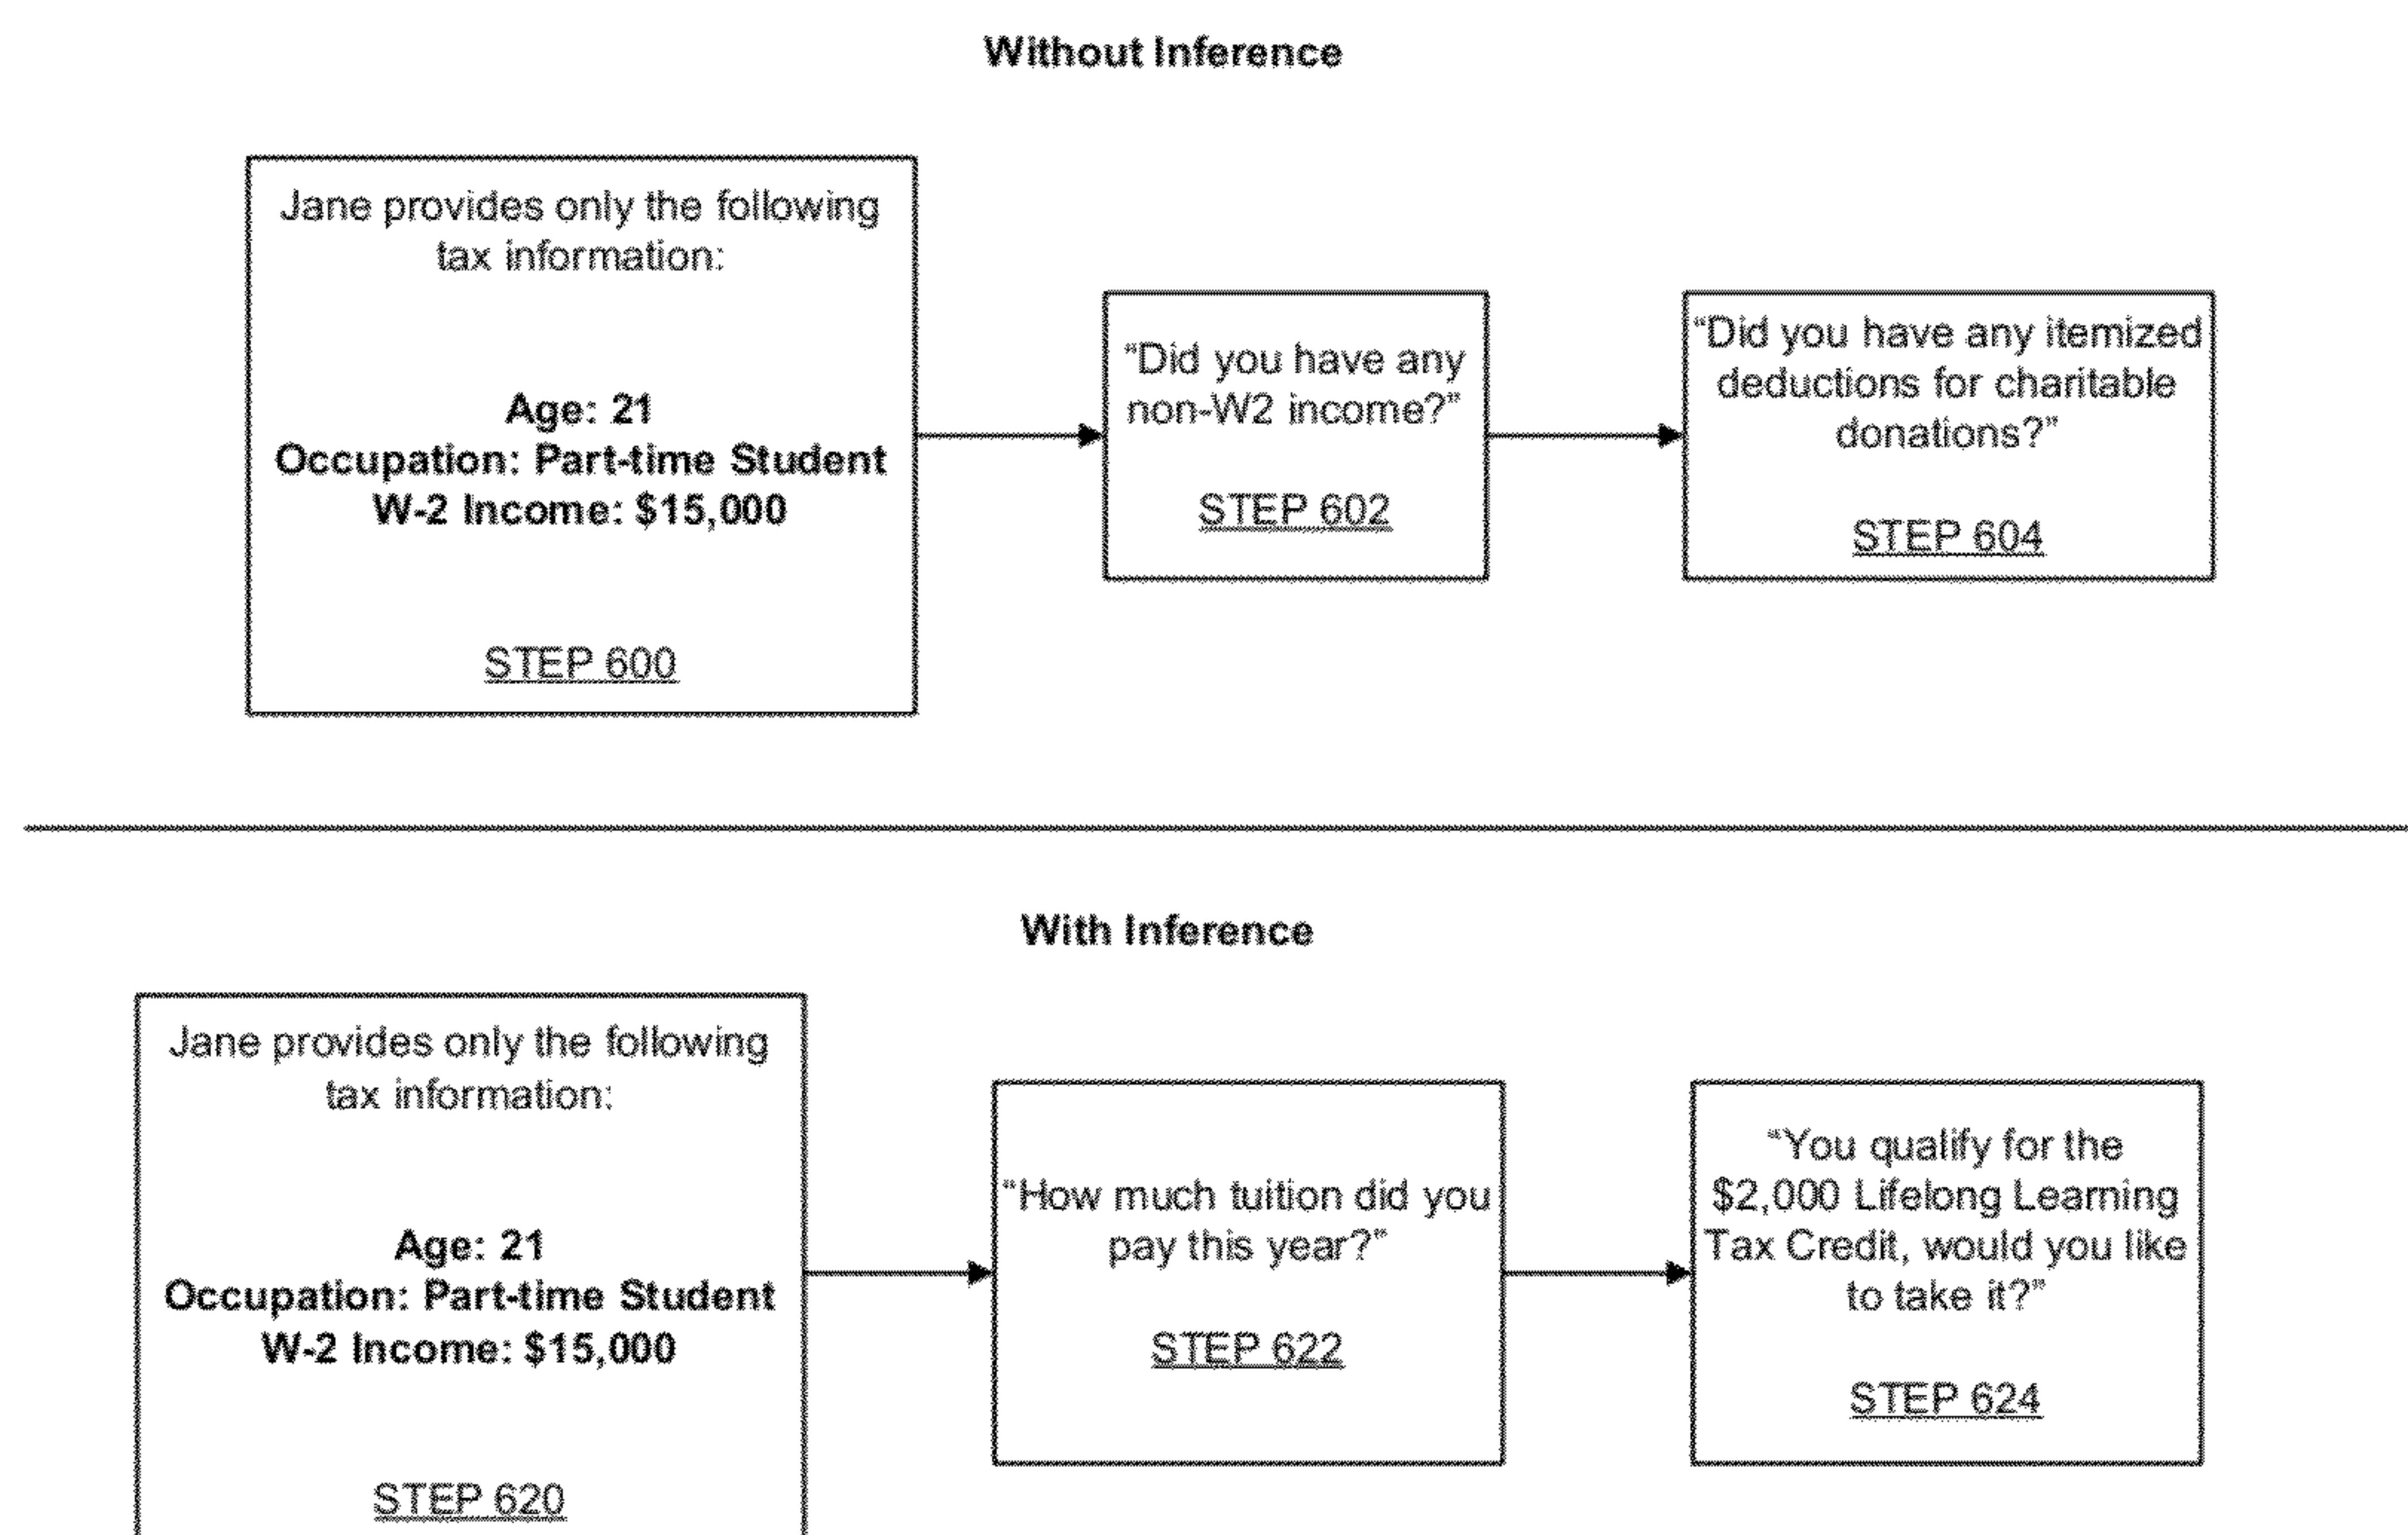 Without Inference
Jane provides only the following
tax information:
Age: 21
Occupation: Part-time Student
W-2 Income: $15,000
STEP 600
“Did you have any
non-W2 income?”
STEP 602
“Did you have any itemized
deductions for charitable
donations?”
STEP 604
With Inference
Jane provides only the following
tax information:
Age: 21
Occupation: Part-time Student
W-2 Income: $15,000
STEP 620
“How much tuition did you
pay this year?”
STEP 622
“You qualify for the
$2,000 Lifelong Learning
Tax Credit, would you like
to take it?”
STEP 624